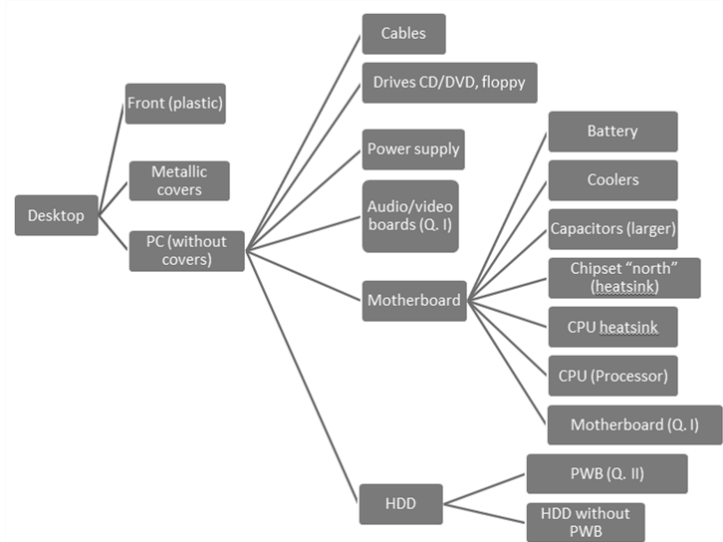 Desktop
Front (plastic)
Metallic
covers
PC (without
covers)
Cables
Drives CD/DVD, floppy
Power supply
Audio/video
boards (Q. I)
Motherboard
HDD
Battery
Coolers
Capacitors (larger)
Chipset “north”
(heatsink)
CPU heatsink
CPU (Processor)
Motherboard (Q. I)
PWB (Q. II)
HDD without
PWB